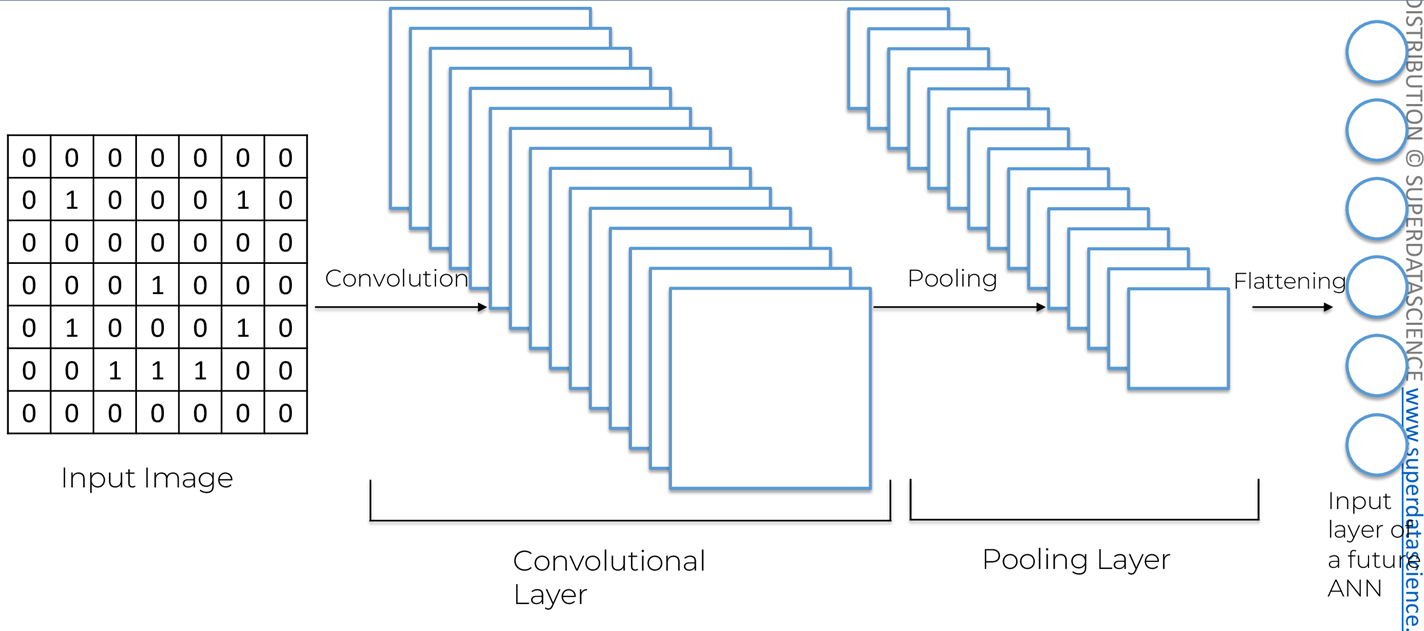 0 0 0 0 0 0 0
0 1 0 0 0 1 0
0 0 0 0 0 0 0
0 0 0 1 0 0 0
0 1 0 0 0 1 0
0 0 1 1 1 0 0
0 0 0 0 0 0 0
Input Image
Convolution
Convolutional
Layer
Pooling
Pooling Layer
Flattening
Input
layer of
a future
ANN
DISTRIBUTION © SUPERDATASCIENCE www.superdatascience.